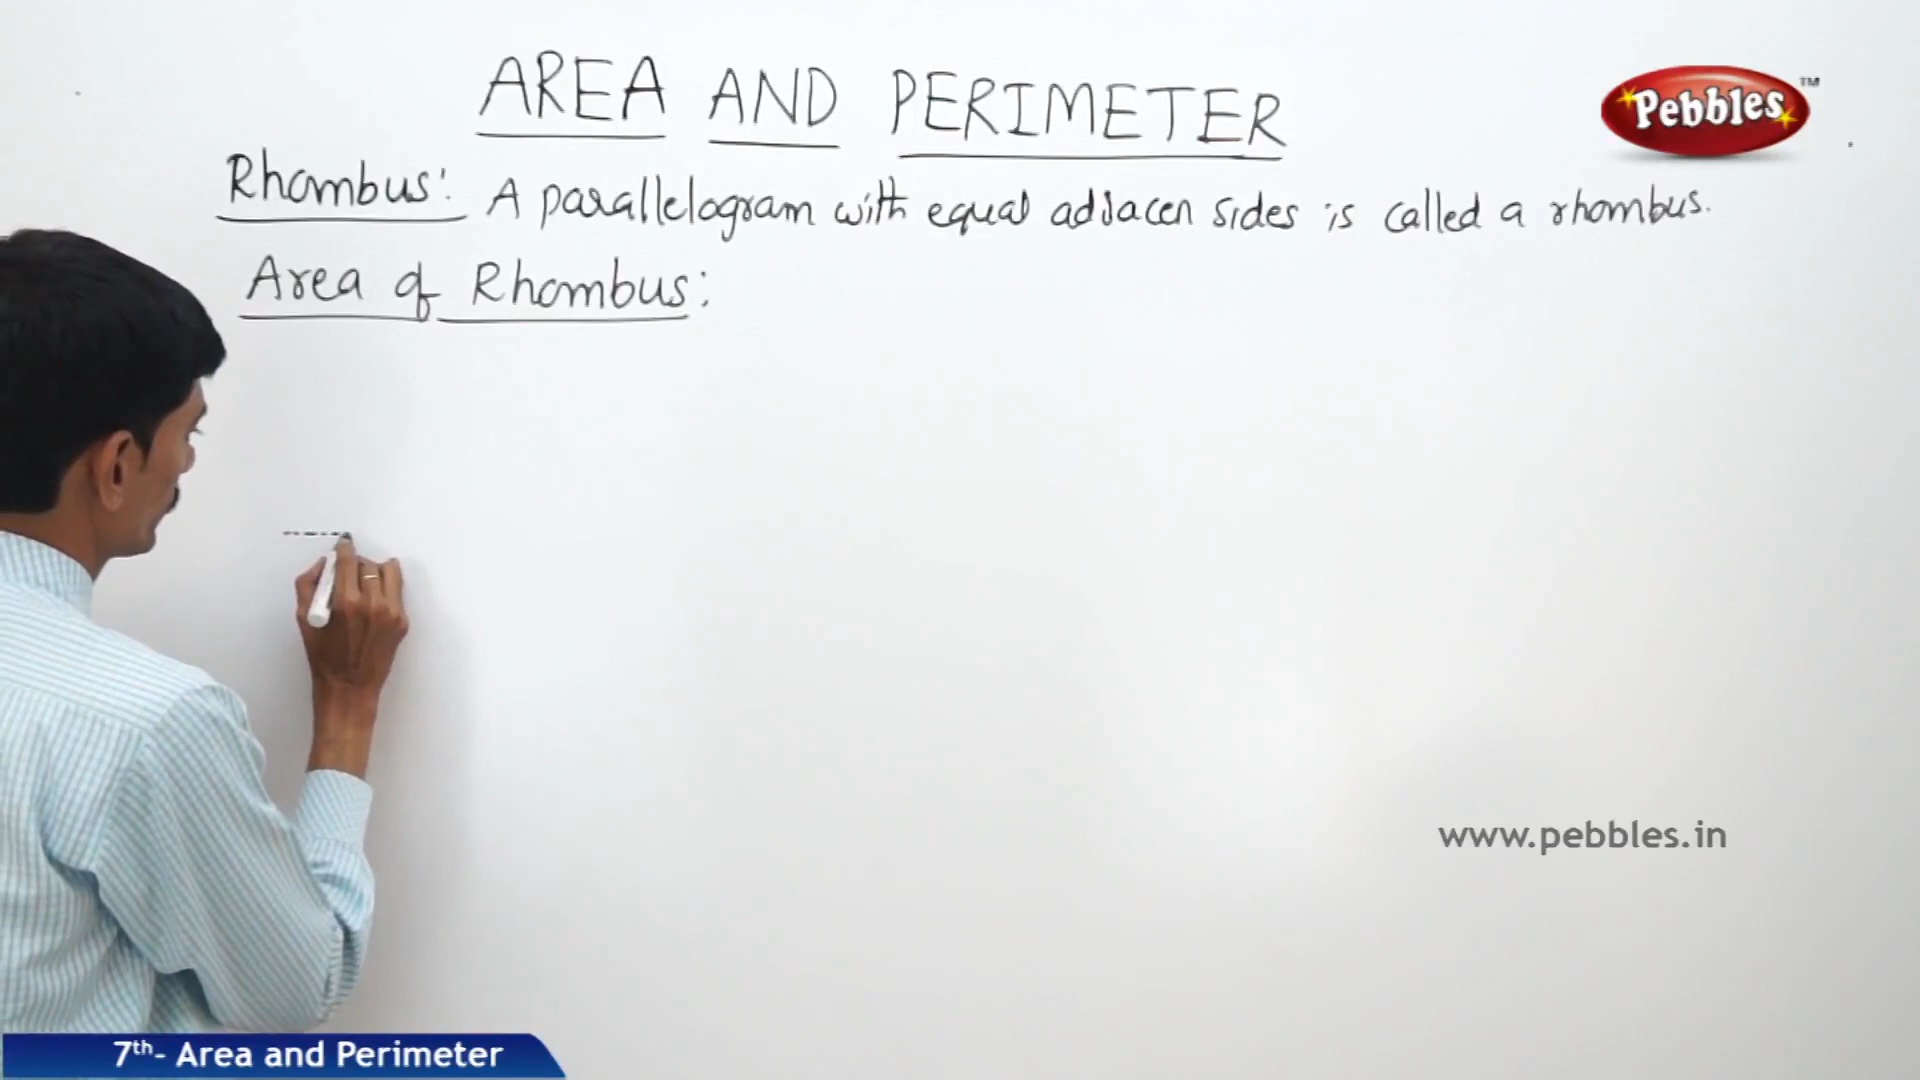 AREA AND PERIMETER
Pebbles™
Rhombus: A parallelogram with equal adjacen sides is called a rhombus.
Area of Rhombus:
www.pebbles.in
7th- Area and Perimeter